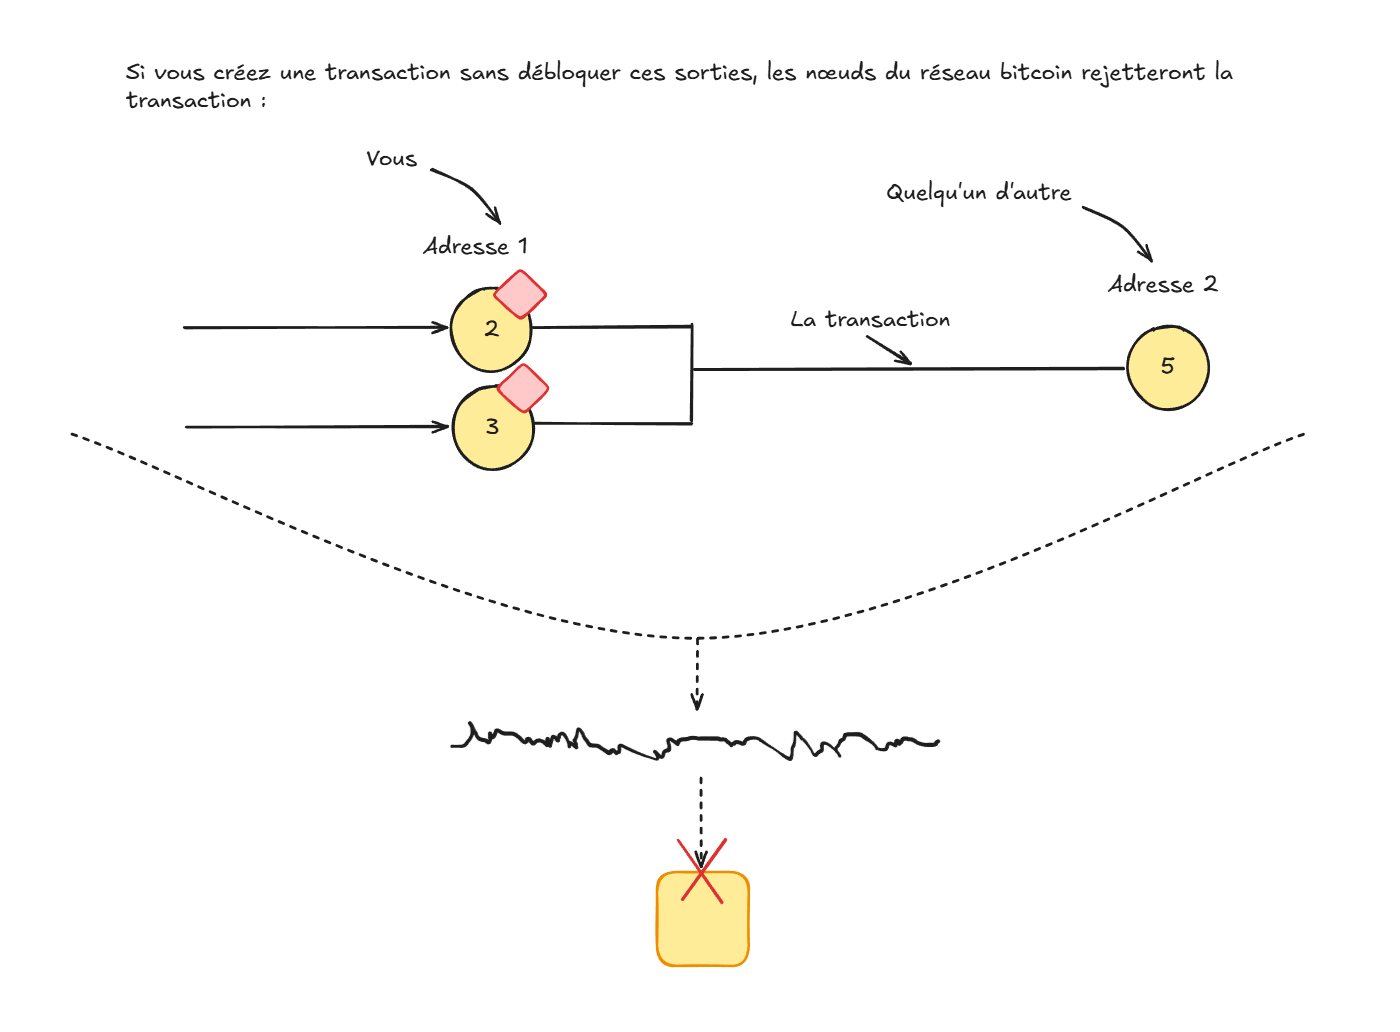 Si vous créez une transaction sans débloquer ces sorties, les nœuds du réseau bitcoin rejetteront la
transaction :
Vous
Quelqu'un d'autre
Adresse 1
Adresse 2
2
La transaction
5
3